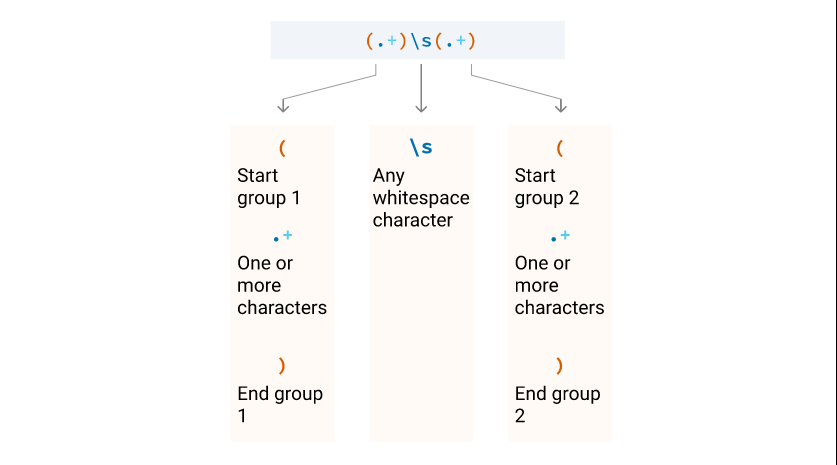 (.+)\s(.+)
(
Start
group 1
.+
One or
more
characters
)
End group
1
\s
Any
whitespace
character
(
Start
group 2
.+
One or
more
characters
)
End group
2